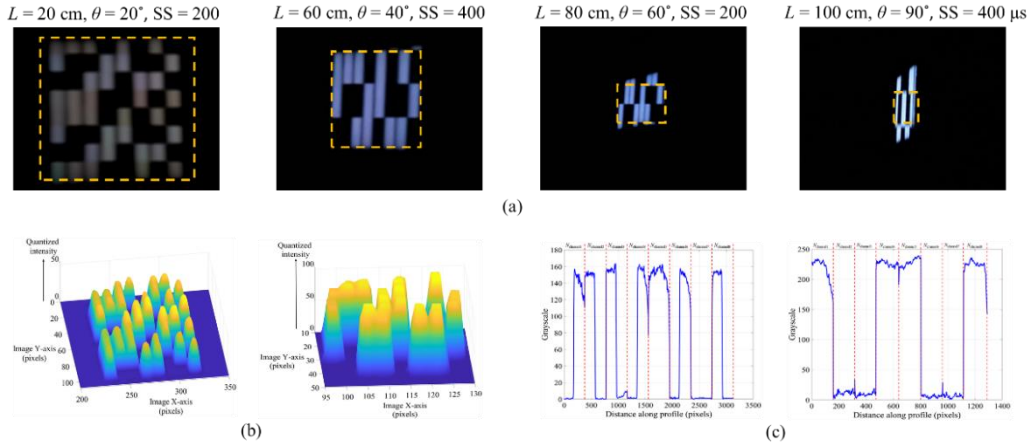 L = 20 cm, θ = 20˚, SS = 200
L = 60 cm, θ = 40˚, SS = 400
L = 80 cm, θ = 60˚, SS = 200
L = 100 cm, θ = 90˚, SS = 400 μs
(a)
Quantized
intensity
50
0
0
20
40
60
80
100
200
250
300
350
Image Y-axis
(pixels)
Image X-axis
(pixels)
Quantized
intensity
100
50
0
10
20
30
40
50
95
100
105
110
115
120
125
130
Image Y-axis
(pixels)
Image X-axis
(pixels)
(b)
180
160
140
120
100
80
60
40
20
0
Grayscale
0
500
1000
1500
2000
2500
3000
3500
Distance along profile (pixels)
250
200
150
100
50
0
Grayscale
0
200
400
600
800
1000
1200
1400
Distance along profile (pixels)
(c)